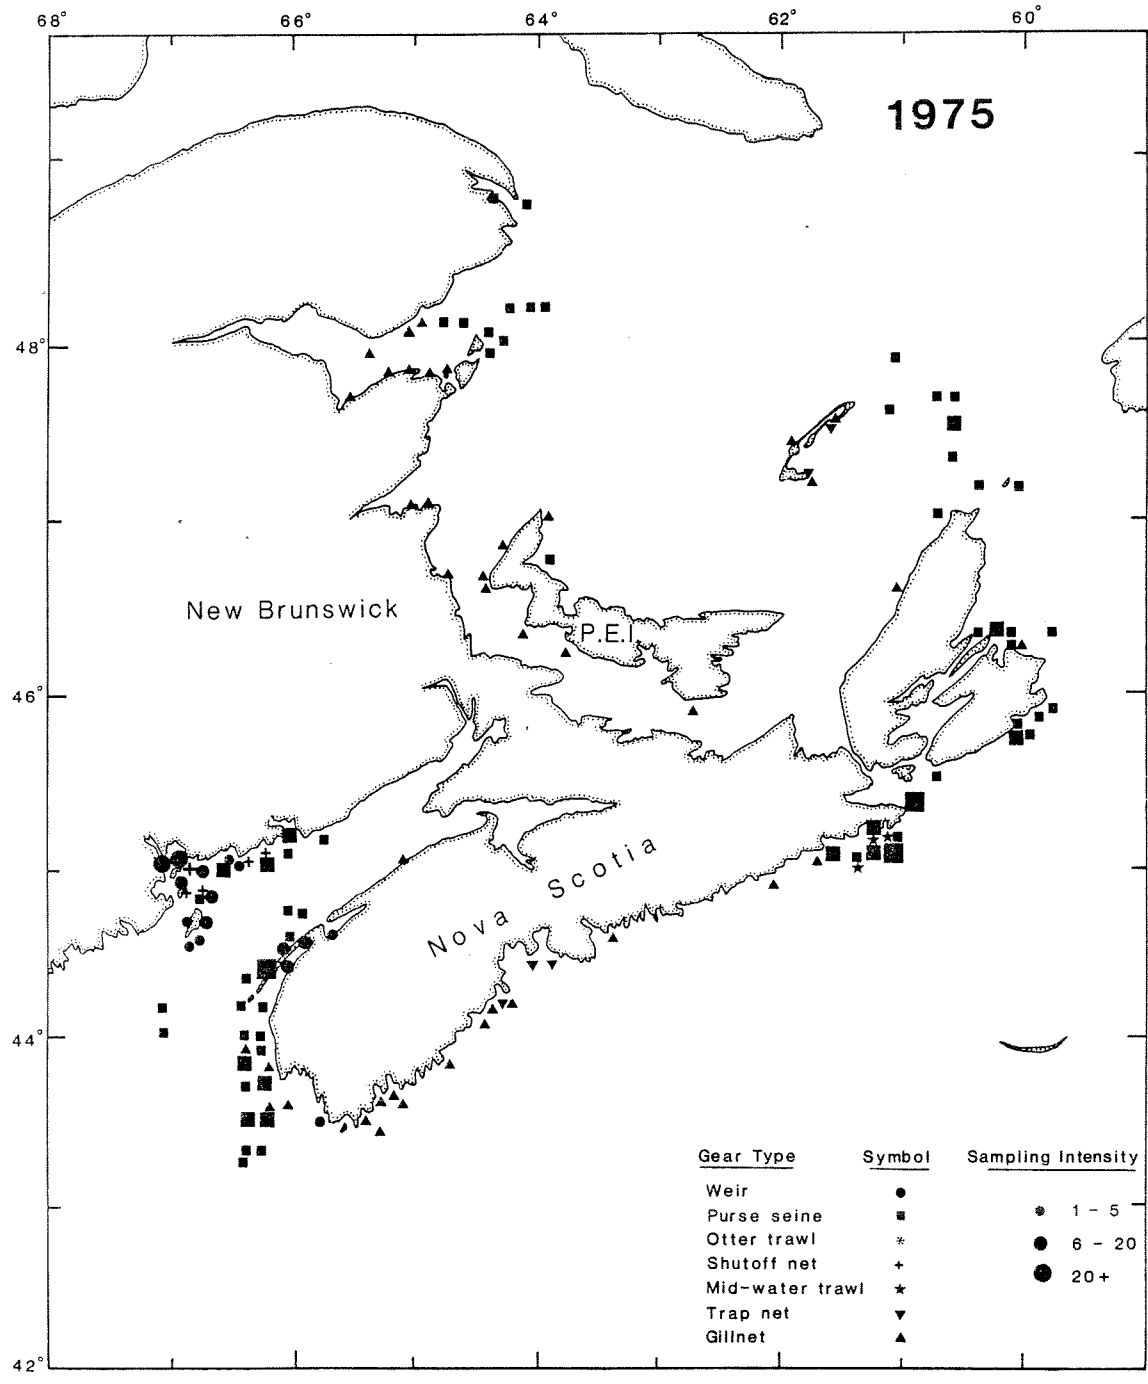 68° 66° 64° 62° 60°
1975
48°
New Brunswick
P.E.I.
46°
Nova Scotia
44°
42°
Gear Type Symbol Sampling Intensity
Weir
1 - 5
Purse seine
Otter trawl
6 - 20
Shutoff net
20+
Mid-water trawl
Trap net
Gillnet